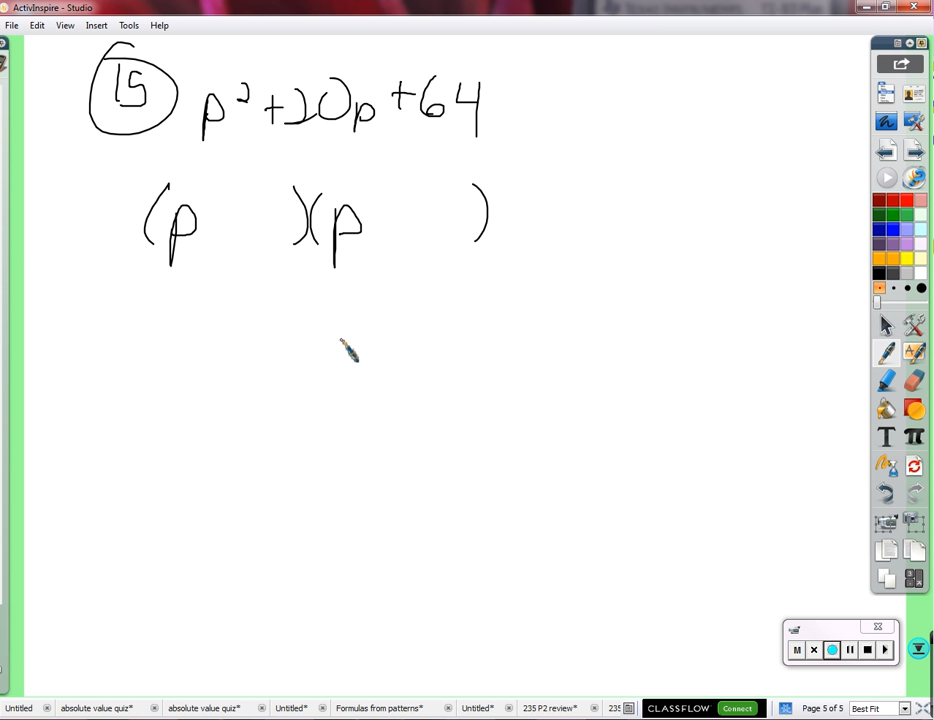 ActivInspire - Studio
File Edit View Insert Tools Help
15 p² +20p +64
(p )(p )
T π
M
Untitled absolute value quiz* absolute value quiz* Untitled* Formulas from patterns* Untitled* 235 P2 review* 235 CLASSFLOW Connect Page 5 of 5 Best Fit